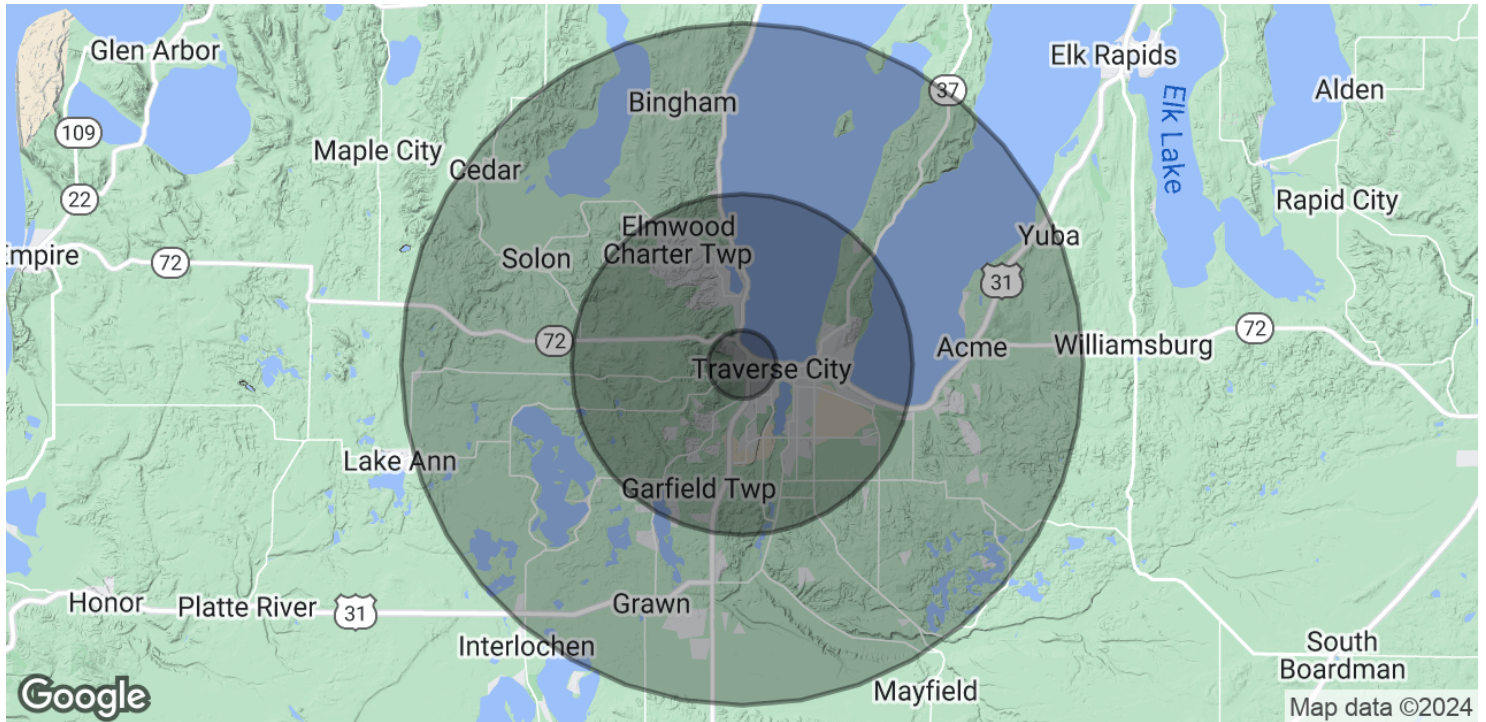 Glen Arbor
Elk Rapids
37
Alden
Bingham
Elk Lake
109
Maple City
Cedar
22
Rapid City
Elmwood
Charter Twp
Yuba
Empire
72
Solon
31
72
72
Acme
Williamsburg
Traverse City
Lake Ann
Garfield Twp
Honor
Platte River
31
Grawn
Interlochen
South
Boardman
Mayfield
Google
Map data ©2024